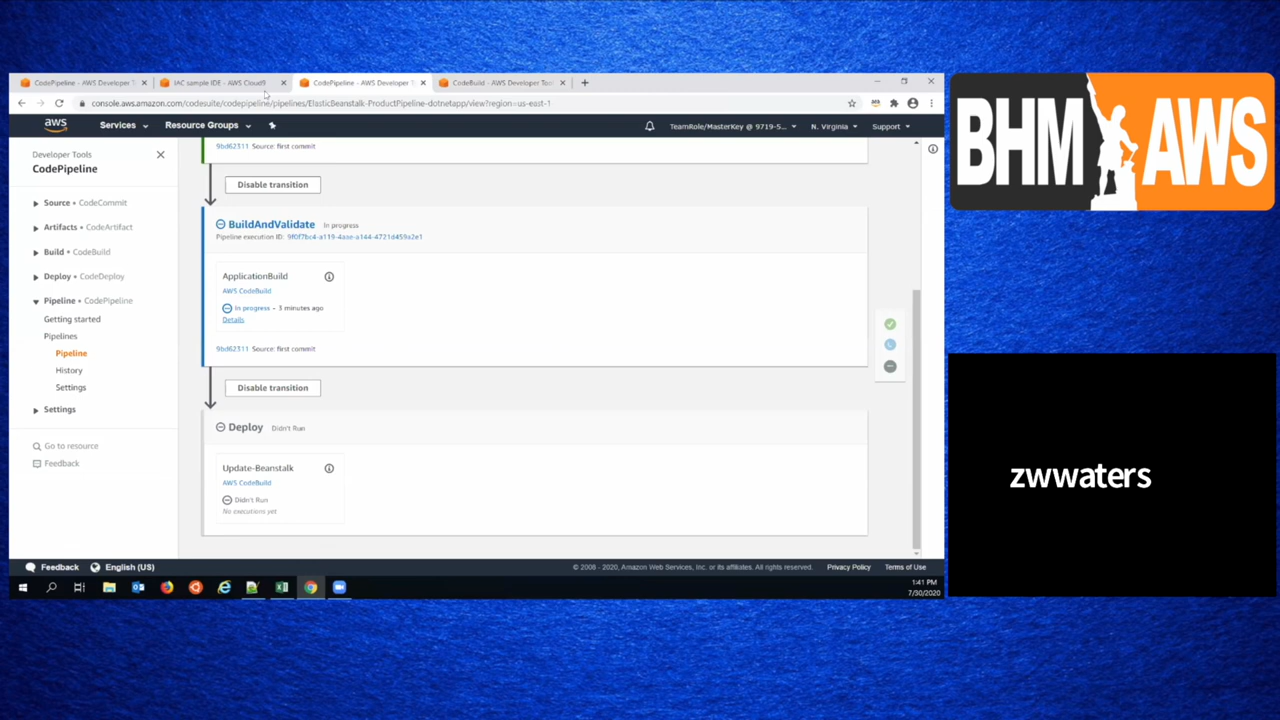 CodePipeline - AWS Developer T
IAC sample IDE - AWS Cloud9
CodePipeline - AWS Developer T
CodeBuild - AWS Developer Too
console.aws.amazon.com/codesuite/codepipeline/pipelines/ElasticBeanstalk-ProductPipeline-dotnetapp/view?region=us-east-1
aws
Services
Resource Groups
TeamRole/MasterKey @ 9719-5...
N. Virginia
Support
Developer Tools
CodePipeline
Source • CodeCommit
Artifacts • CodeArtifact
Build • CodeBuild
Deploy • CodeDeploy
Pipeline • CodePipeline
Getting started
Pipelines
Pipeline
History
Settings
Settings
Go to resource
Feedback
9bd62311 Source: first commit
Disable transition
BuildAndValidate In progress
Pipeline execution ID: 9f0f7bc4-a119-4aae-a144-4721d459a2e1
ApplicationBuild
AWS CodeBuild
In progress - 3 minutes ago
Details
9bd62311 Source: first commit
Disable transition
Deploy Didn't Run
Update-Beanstalk
AWS CodeBuild
Didn't Run
No executions yet
Feedback
English (US)
© 2008 - 2020, Amazon Web Services, Inc. or its affiliates. All rights reserved.
Privacy Policy
Terms of Use
1:41 PM
7/30/2020
BHM AWS
zwwaters